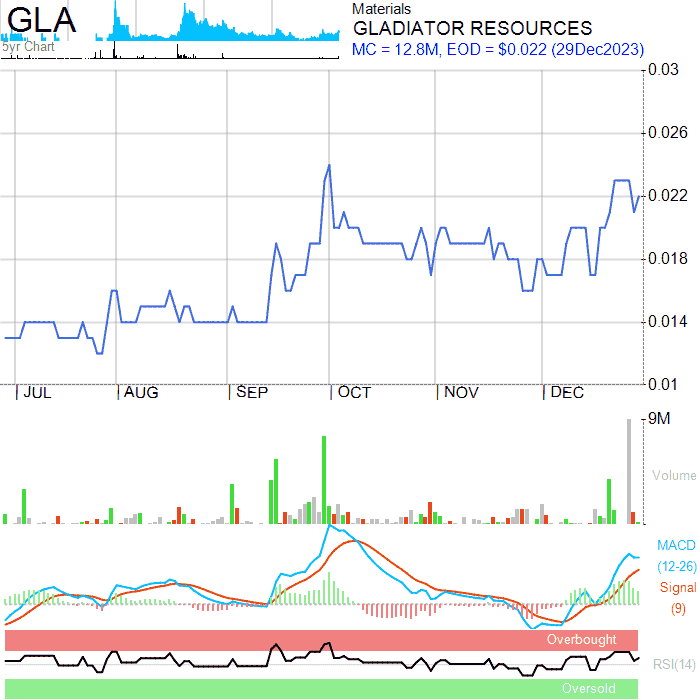 GLA
5yr Chart
Materials
GLADIATOR RESOURCES
MC = 12.8M, EOD = $0.022 (29Dec2023)
0.03
0.026
0.022
0.018
0.014
0.01
JUL AUG SEP OCT NOV DEC
9M
Volume
MACD
(12-26)
Signal
(9)
Overbought
RSI(14)
Oversold